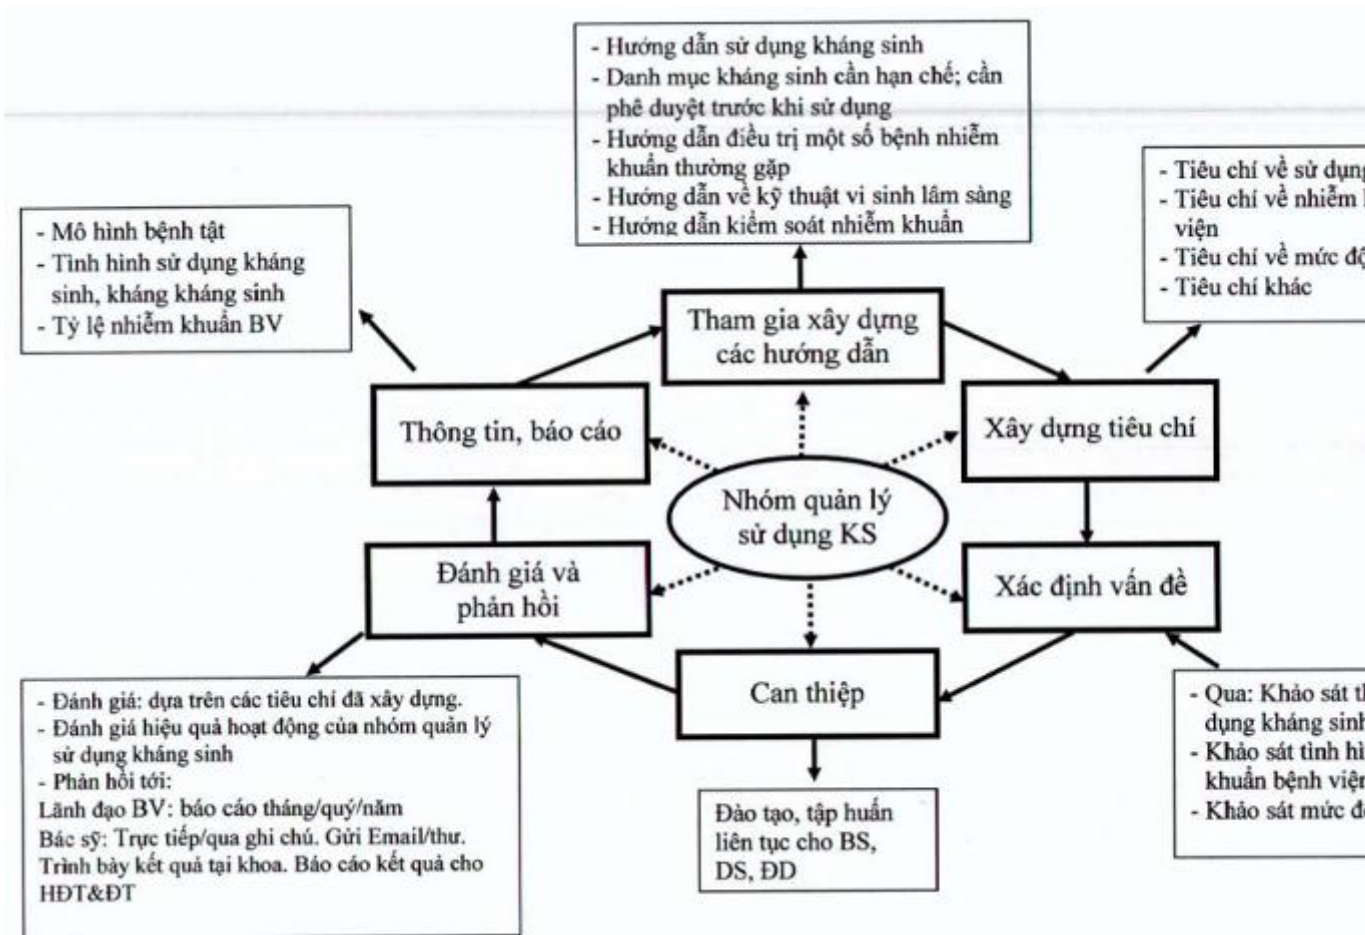 - Hướng dẫn sử dụng kháng sinh
- Danh mục kháng sinh cần hạn chế; cần
phê duyệt trước khi sử dụng
- Hướng dẫn điều trị một số bệnh nhiễm
khuẩn thường gặp
- Hướng dẫn về kỹ thuật vi sinh lâm sàng
- Hướng dẫn kiểm soát nhiễm khuẩn
- Mô hình bệnh tật
- Tình hình sử dụng kháng
sinh, kháng kháng sinh
- Tỷ lệ nhiễm khuẩn BV
- Tiêu chí về sử dụng
- Tiêu chí về nhiễm
viện
- Tiêu chí về mức độ
- Tiêu chí khác
Tham gia xây dựng
các hướng dẫn
Thông tin, báo cáo
Xây dựng tiêu chí
Nhóm quản lý
sử dụng KS
Đánh giá và
phản hồi
Xác định vấn đề
Can thiệp
- Đánh giá: dựa trên các tiêu chí đã xây dựng.
- Đánh giá hiệu quả hoạt động của nhóm quản lý
sử dụng kháng sinh
- Phản hồi tới:
Lãnh đạo BV: báo cáo tháng/quý/năm
Bác sỹ: Trực tiếp/qua ghi chú. Gửi Email/thư.
Trình bày kết quả tại khoa. Báo cáo kết quả cho
HĐT&ĐT
Đào tạo, tập huấn
liên tục cho BS,
DS, ĐD
- Qua: Khảo sát
dụng kháng sinh
- Khảo sát tình
khuẩn bệnh viện
- Khảo sát mức